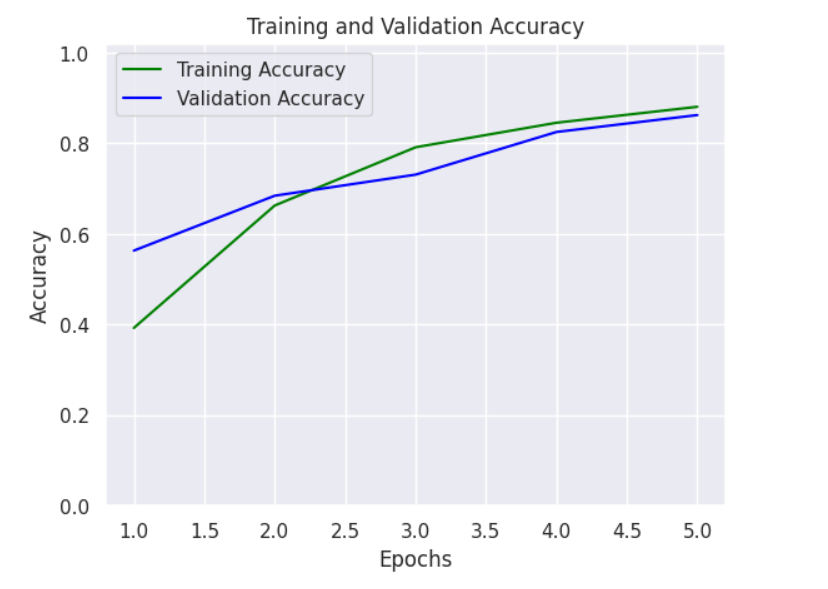 Training and Validation Accuracy
1.0
Training Accuracy
Validation Accuracy
0.8
0.6
Accuracy
0.4
0.2
0.0
1.0 1.5 2.0 2.5 3.0 3.5 4.0 4.5 5.0
Epochs